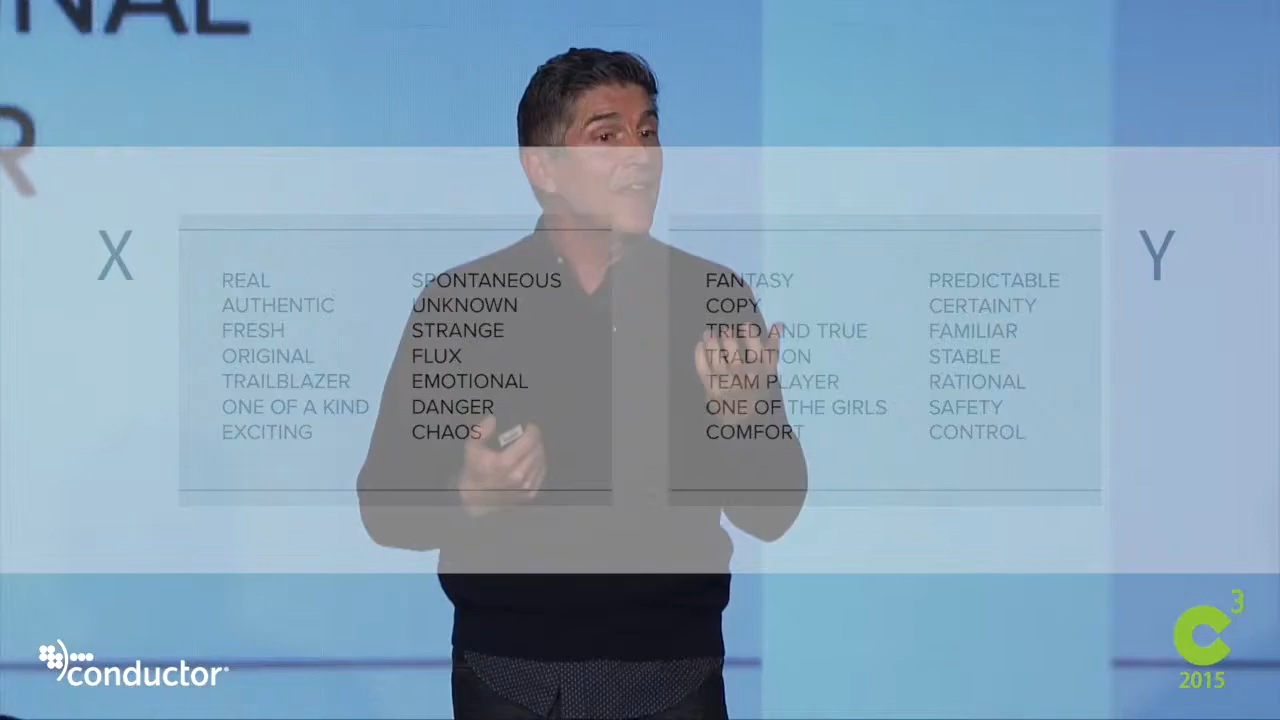 X
REAL
AUTHENTIC
FRESH
ORIGINAL
TRAILBLAZER
ONE OF A KIND
EXCITING
SPONTANEOUS
UNKNOWN
STRANGE
FLUX
EMOTIONAL
DANGER
CHAOS
FANTASY
COPY
TRIED AND TRUE
TRADITION
TEAM PLAYER
ONE OF THE GIRLS
COMFORT
PREDICTABLE
CERTAINTY
FAMILIAR
STABLE
RATIONAL
SAFETY
CONTROL
Y
conductor
C3
2015